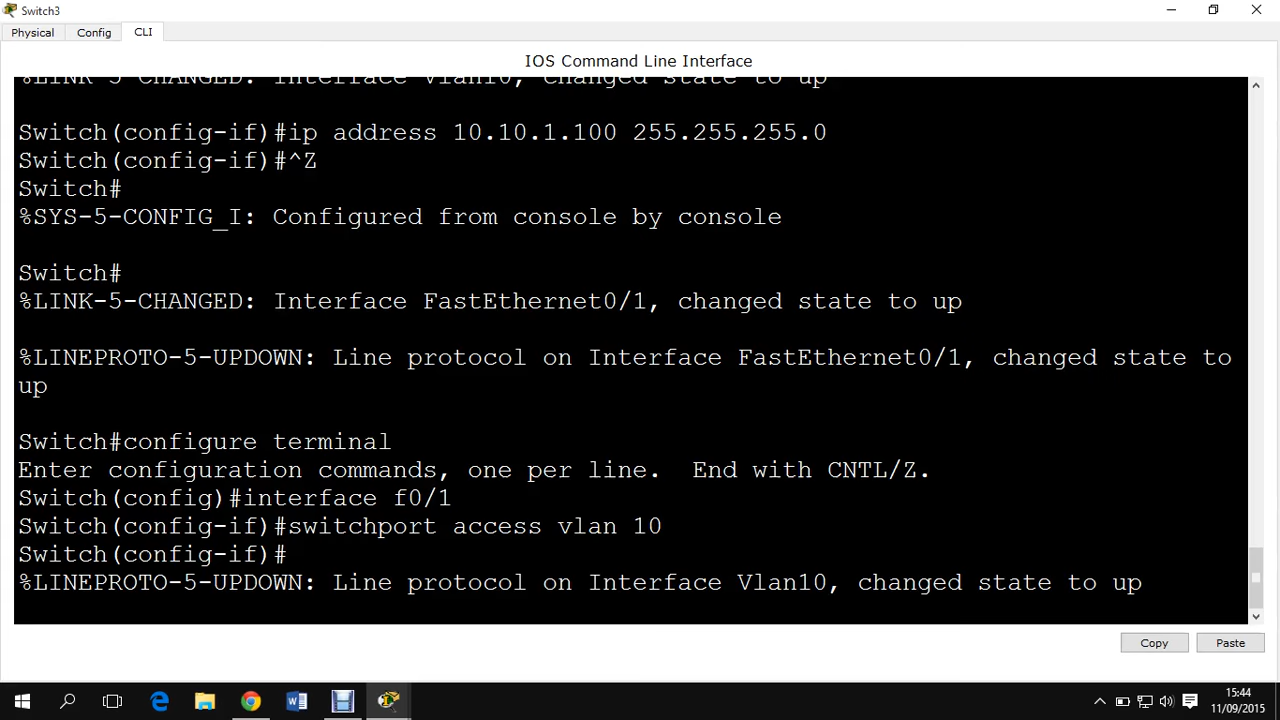 Switch3
Physical Config CLI
IOS Command Line Interface
%LINK-5-CHANGED: Interface Vlan10, changed state to up
Switch(config-if)#ip address 10.10.1.100 255.255.255.0
Switch(config-if)#^Z
Switch#
%SYS-5-CONFIG_I: Configured from console by console
Switch#
%LINK-5-CHANGED: Interface FastEthernet0/1, changed state to up
%LINEPROTO-5-UPDOWN: Line protocol on Interface FastEthernet0/1, changed state to
up
Switch#configure terminal
Enter configuration commands, one per line.  End with CNTL/Z.
Switch(config)#interface f0/1
Switch(config-if)#switchport access vlan 10
Switch(config-if)#
%LINEPROTO-5-UPDOWN: Line protocol on Interface Vlan10, changed state to up
Copy Paste
15:44
11/09/2015